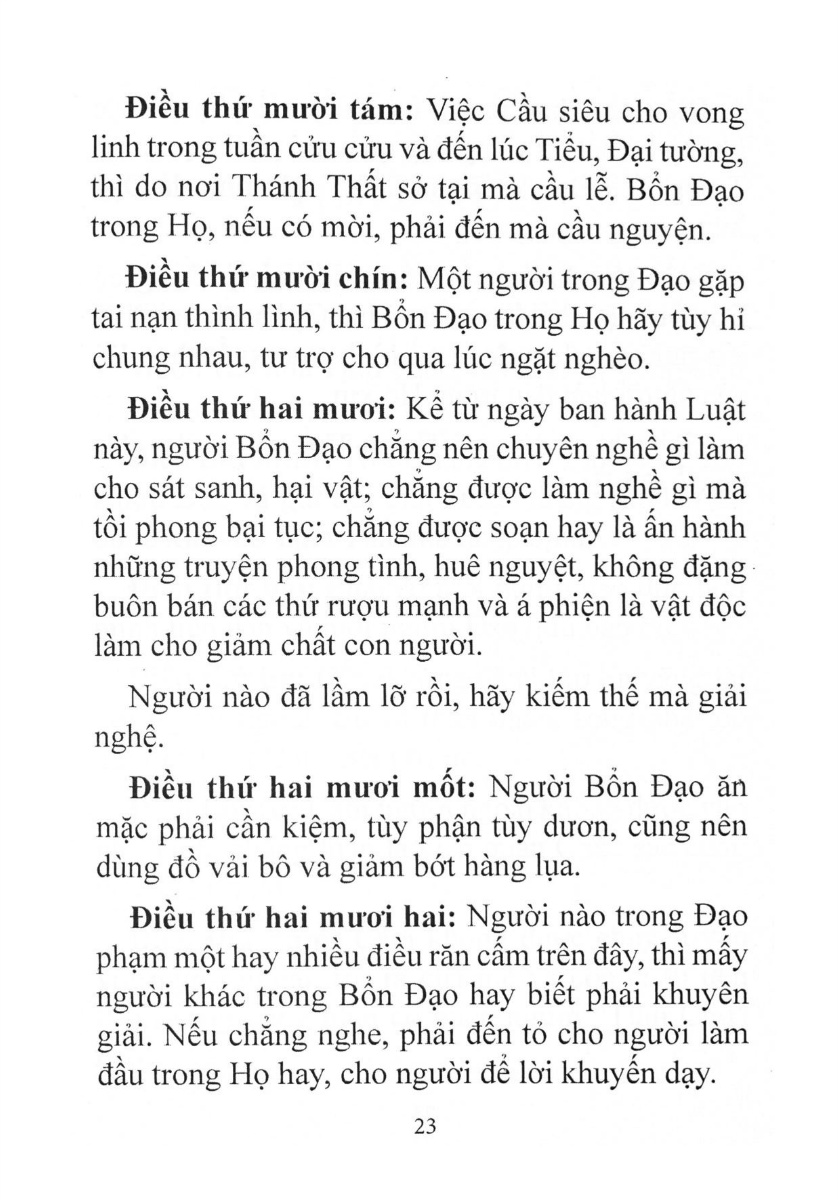 Điều thứ mười tám: Việc Cầu siêu cho vong
linh trong tuần cửu cửu và đến lúc Tiểu, Đại tường,
thì do nơi Thánh Thất sở tại mà cầu lễ. Bổn Đạo
trong Họ, nếu có mời, phải đến mà cầu nguyện.
Điều thứ mười chín: Một người trong Đạo gặp
tai nạn thình lình, thì Bổn Đạo trong Họ hãy tùy hỉ
chung nhau, tư trợ cho qua lúc ngặt nghèo.
Điều thứ hai mươi: Kể từ ngày ban hành Luật
này, người Bổn Đạo chẳng nên chuyên nghề gì làm
cho sát sanh, hại vật; chẳng được làm nghề gì mà
tồi phong bại tục; chẳng được soạn hay là ấn hành
những truyện phong tình, huê nguyệt, không đặng
buôn bán các thứ rượu mạnh và á phiện là vật độc
làm cho giảm chất con người.
Người nào đã lầm lỡ rồi, hãy kiếm thế mà giải
nghệ.
Điều thứ hai mươi mốt: Người Bổn Đạo ăn
mặc phải cần kiệm, tùy phận tùy dươn, cũng nên
dùng đồ vải bô và giảm bớt hàng lụa.
Điều thứ hai mươi hai: Người nào trong Đạo
phạm một hay nhiều điều răn cấm trên đây, thì mấy
người khác trong Bổn Đạo hay biết phải khuyên
giải. Nếu chẳng nghe, phải đến tỏ cho người làm
đầu trong Họ hay, cho người để lời khuyến dạy.
23